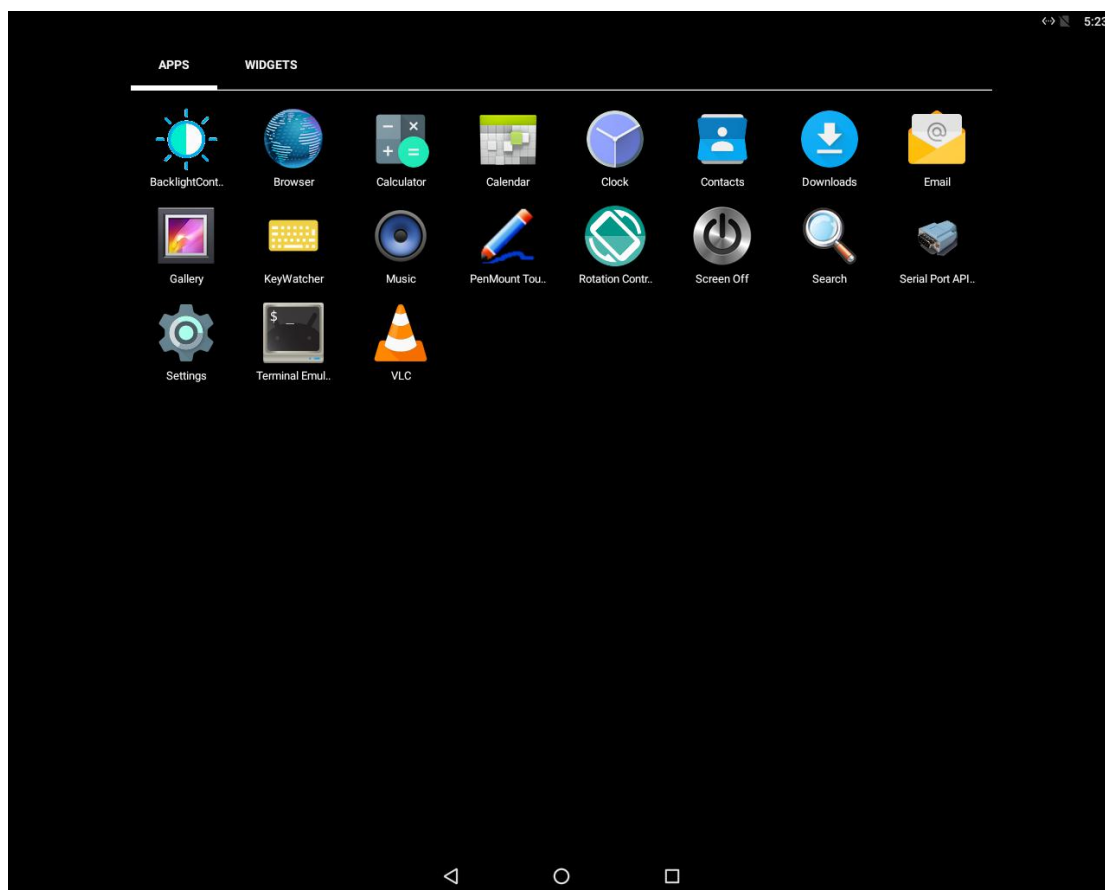 5:23
APPS WIDGETS
BacklightCont.. Browser Calculator Calendar Clock Contacts Downloads Email
Gallery KeyWatcher Music PenMount Tou.. Rotation Contr.. Screen Off Search Serial Port API..
$
Settings Terminal Emul.. VLC